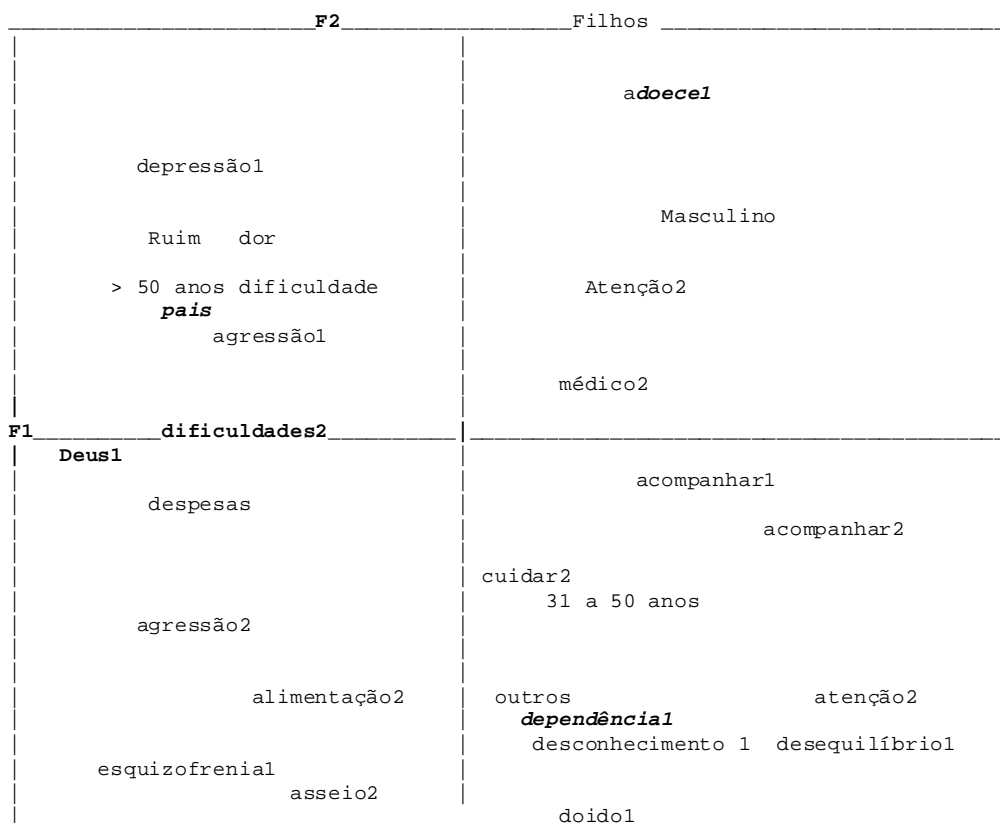 F2 Filhos
adoece1
depressão1
Masculino
Ruim dor
> 50 anos dificuldade Atenção2
pais
agressão1
médico2
F1 dificuldades2
Deus1
acompanhar1
despesas
acompanhar2
cuidar2
31 a 50 anos
agressão2
alimentação2 outros atenção2
dependência1
desconhecimento 1 desequilíbrio1
esquizofrenia1
asseio2
doido1